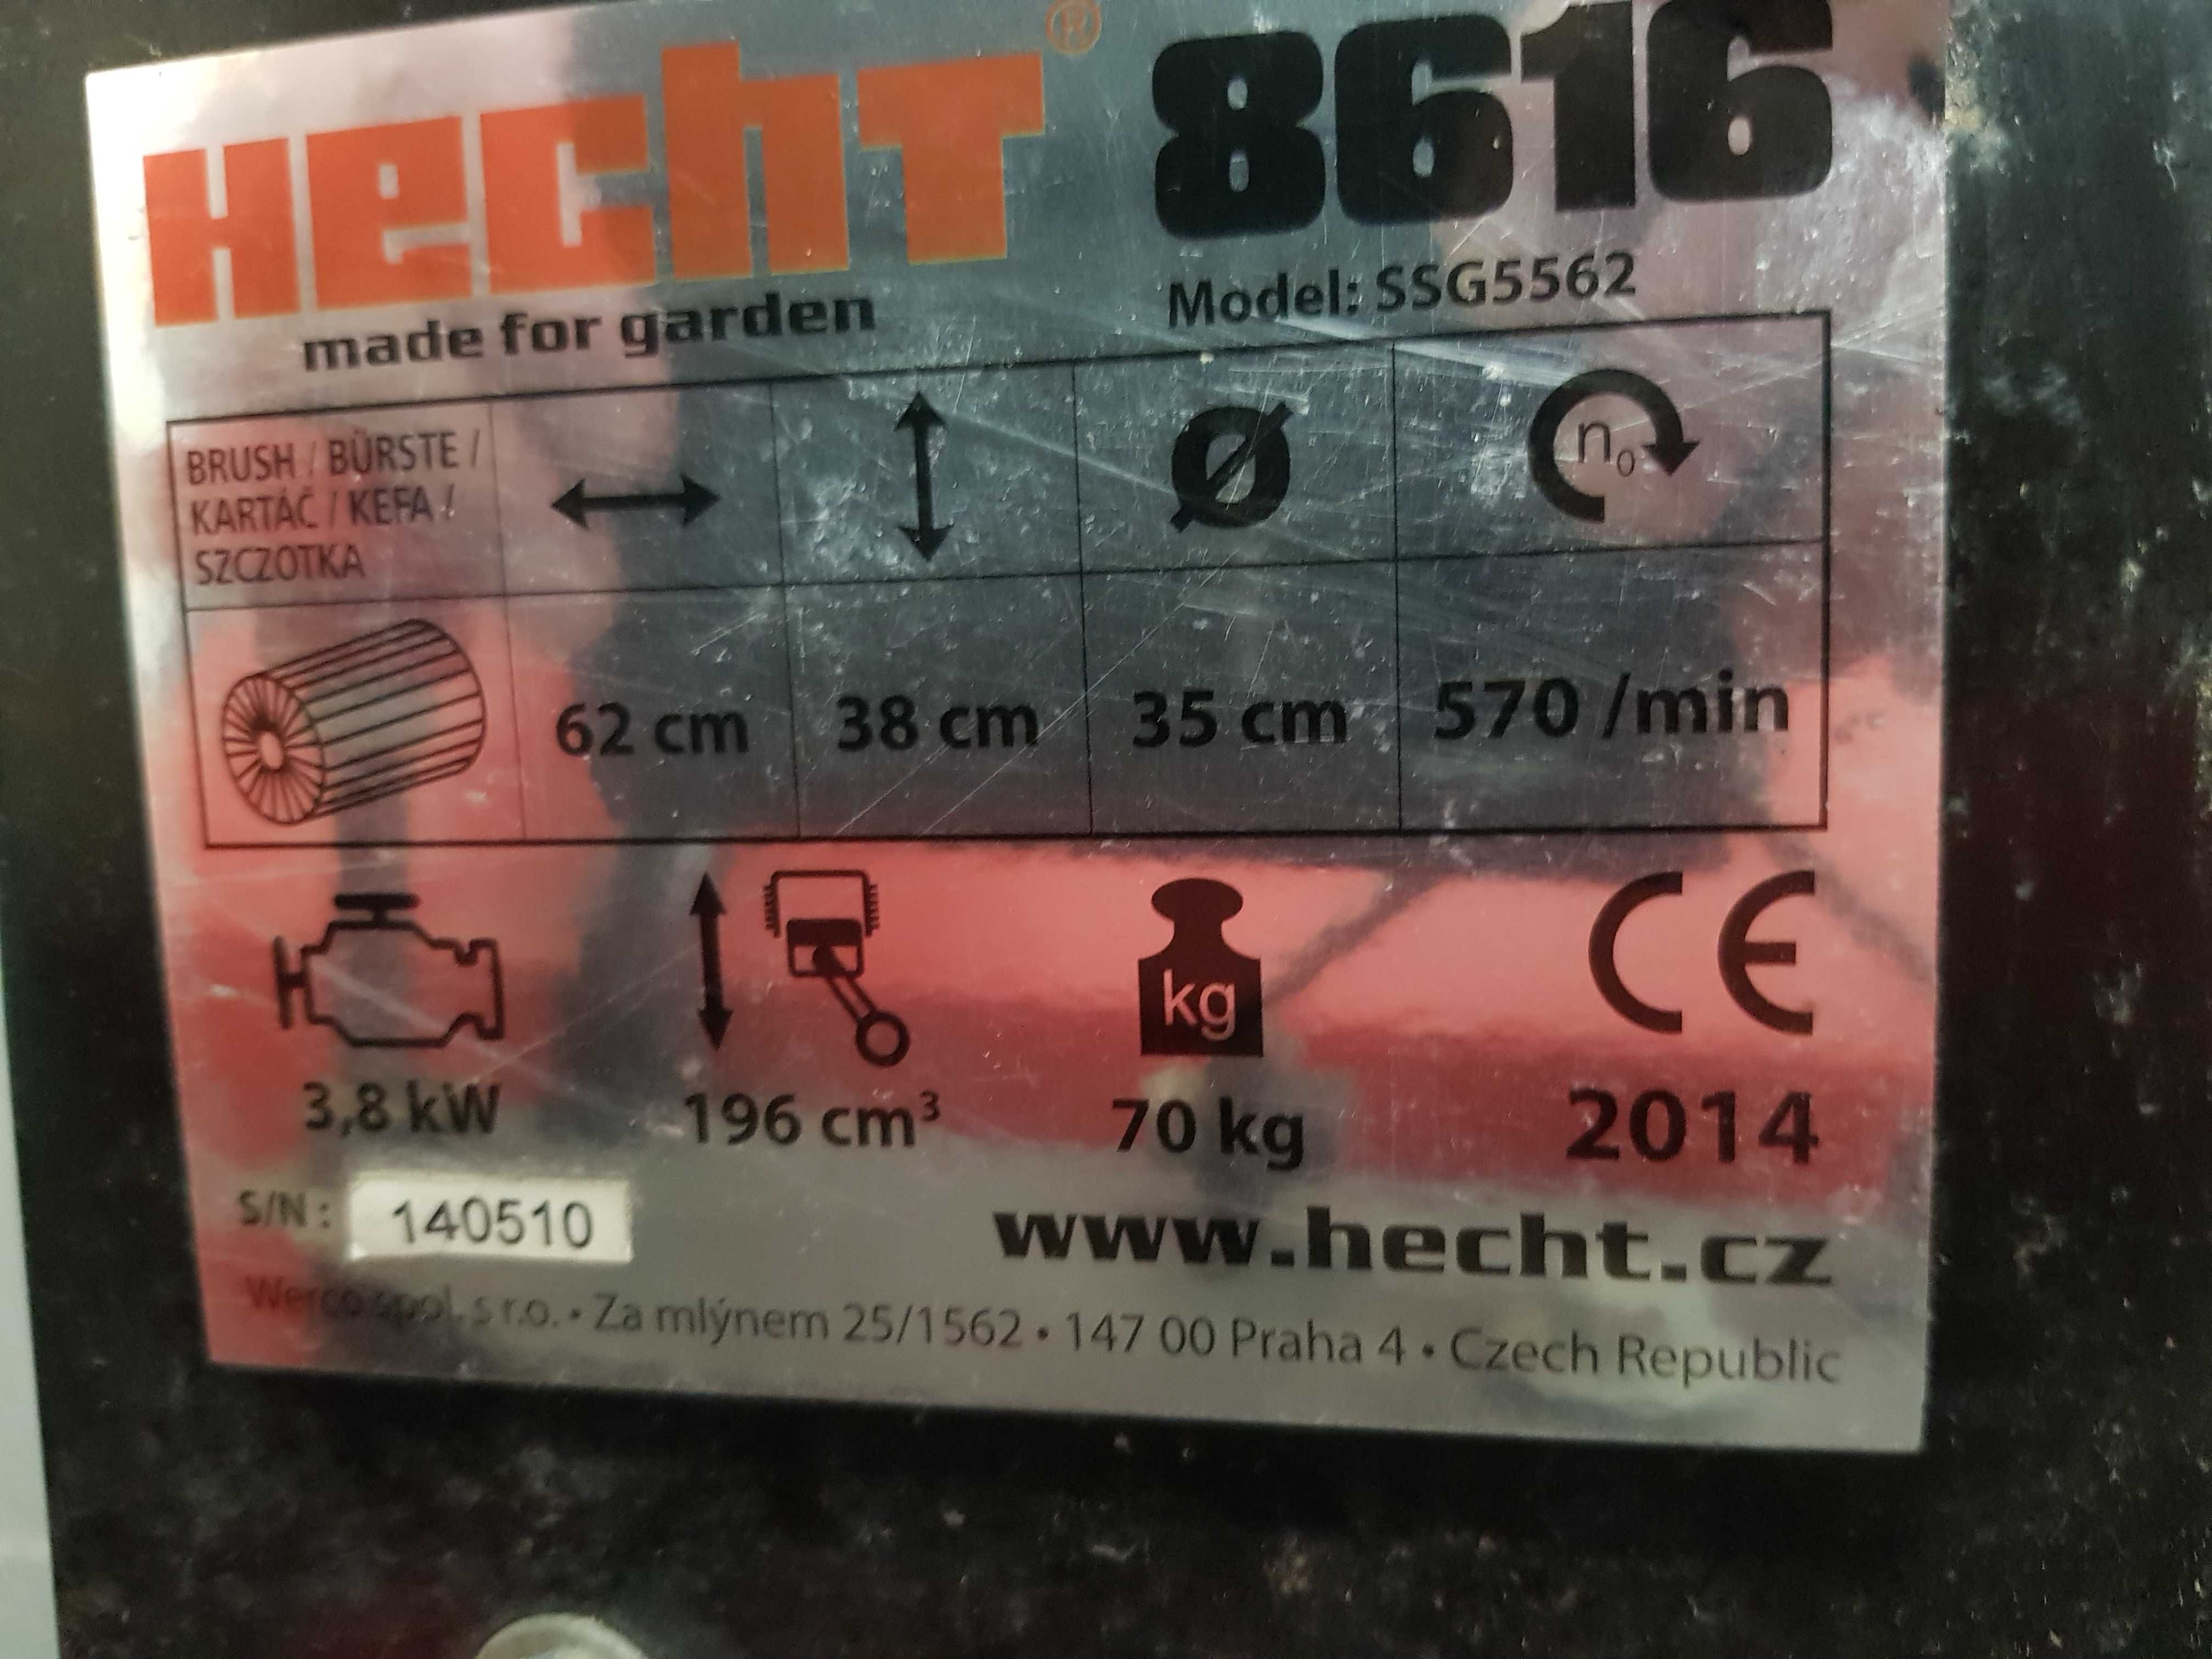 HECHT® 8616
made for garden
Model: SSG5562
BRUSH / BÜRSTE /
KARTÁČ / KEFA /
SZCZOTKA
n0
62 cm 38 cm 35 cm 570 /min
kg
CE
3,8 kW 196 cm³ 70 kg 2014
S/N: 140510
www.hecht.cz
Werco spol. s r.o. • Za mlýnem 25/1562 • 147 00 Praha 4 • Czech Republic